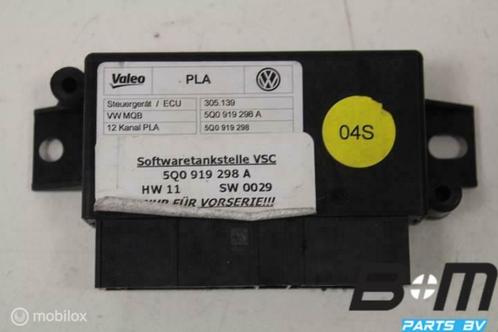 Valeo PLA
Steuergerät / ECU 305.139
VW MQB 5Q0 919 298 A
12 Kanal PLA 5Q0 919 298
04S
Softwaretankstelle VSC
5Q0 919 298 A
HW 11 SW 0029
NUR FÜR VORSERIE!!!
B M
PARTS BV
mobilox